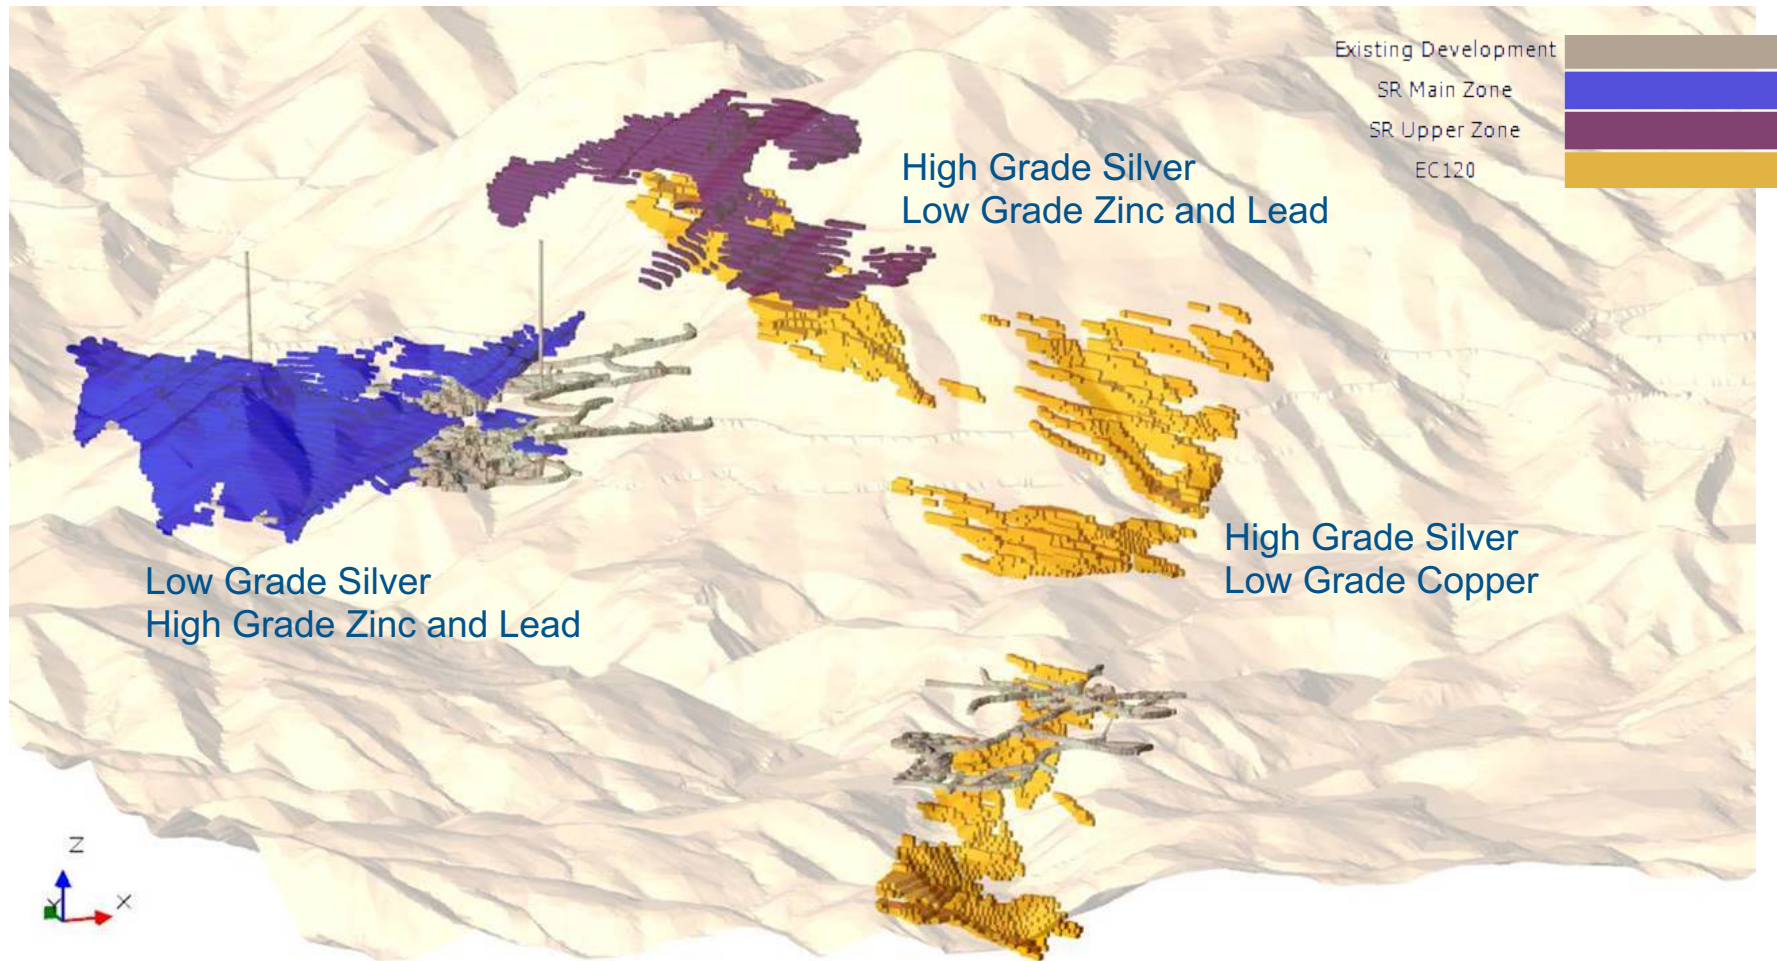 Existing Development
SR Main Zone
SR Upper Zone
EC120
High Grade Silver
Low Grade Zinc and Lead
High Grade Silver
Low Grade Copper
Low Grade Silver
High Grade Zinc and Lead
Z
Y
X